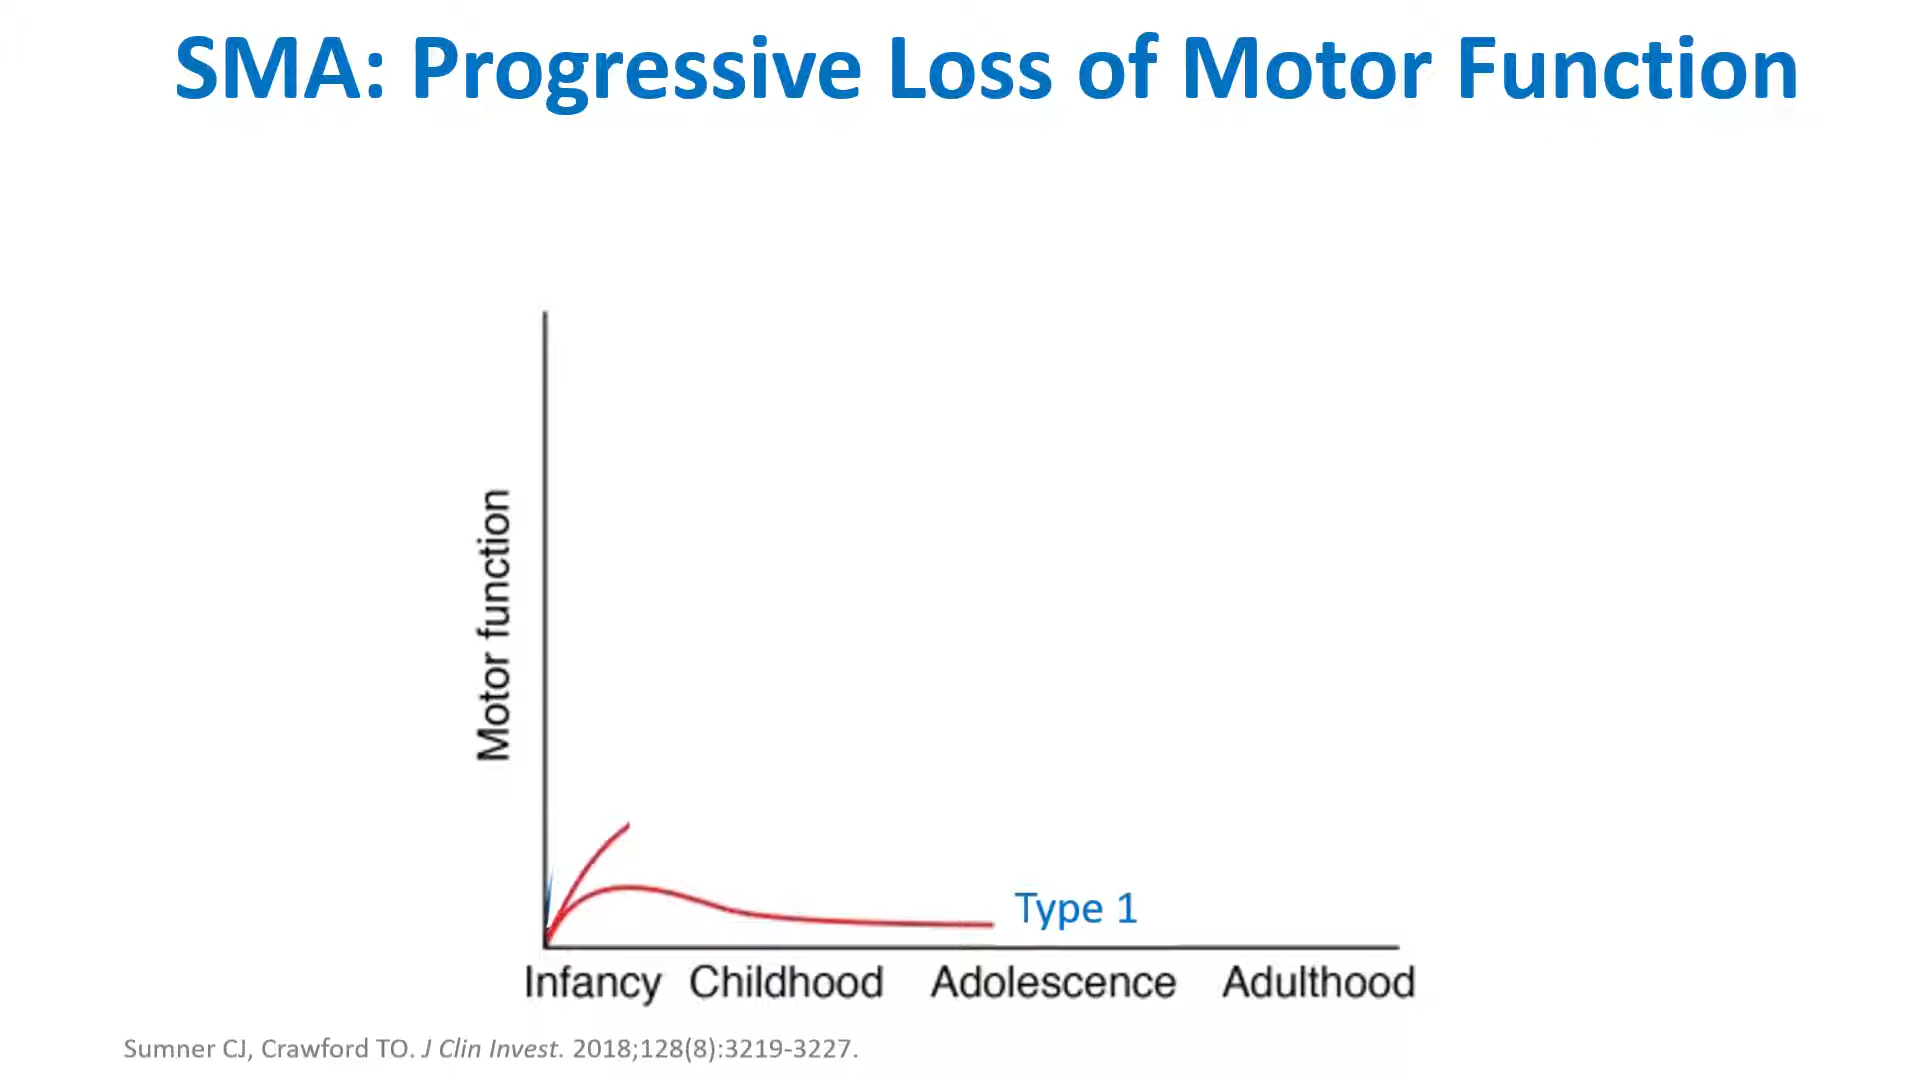 SMA: Progressive Loss of Motor Function
Motor function
Type 1
Infancy Childhood Adolescence Adulthood
Sumner CJ, Crawford TO. J Clin Invest. 2018;128(8):3219-3227.